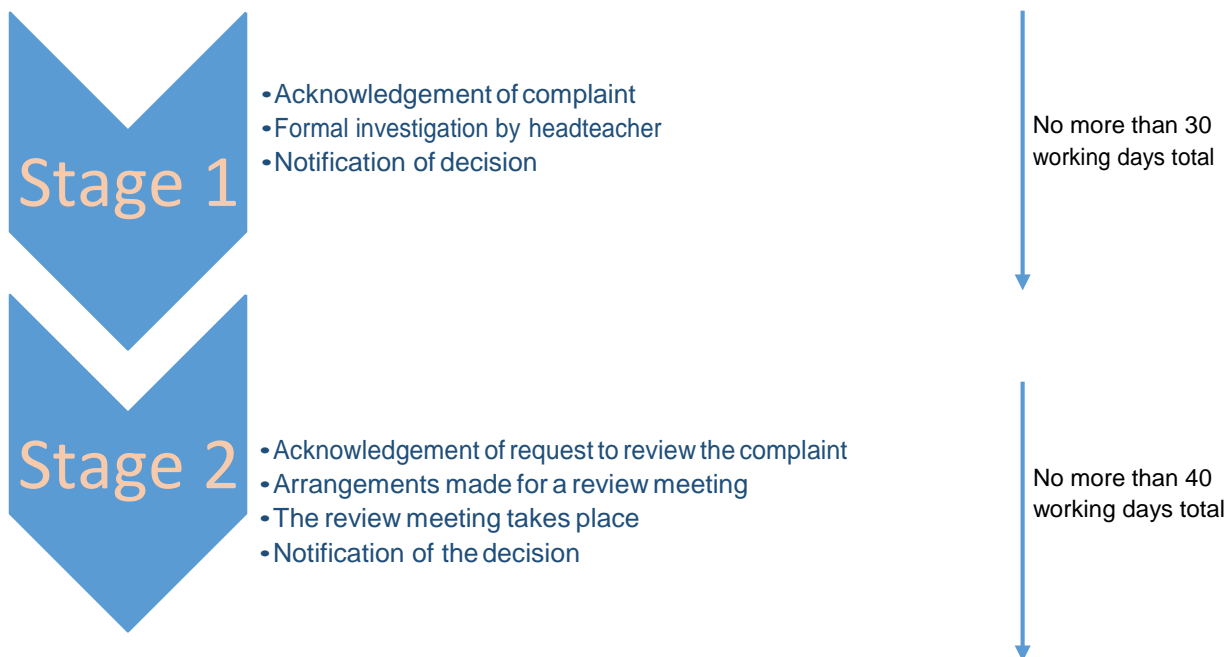 Stage 1
•Acknowledgement of complaint
•Formal investigation by headteacher
•Notification of decision
No more than 30
working days total
Stage 2
•Acknowledgement of request to review the complaint
•Arrangements made for a review meeting
•The review meeting takes place
•Notification of the decision
No more than 40
working days total